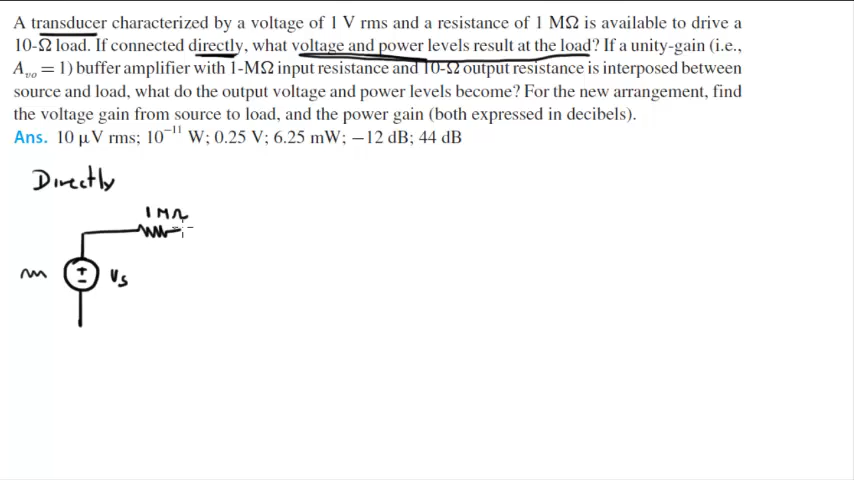 A transducer characterized by a voltage of 1 V rms and a resistance of 1 MΩ is available to drive a
10-Ω load. If connected directly, what voltage and power levels result at the load? If a unity-gain (i.e.,
Avo = 1) buffer amplifier with 1-MΩ input resistance and 10-Ω output resistance is interposed between
source and load, what do the output voltage and power levels become? For the new arrangement, find
the voltage gain from source to load, and the power gain (both expressed in decibels).
Ans. 10 μV rms; 10⁻¹¹ W; 0.25 V; 6.25 mW; −12 dB; 44 dB
Directly
1 MΩ
+
− Vs